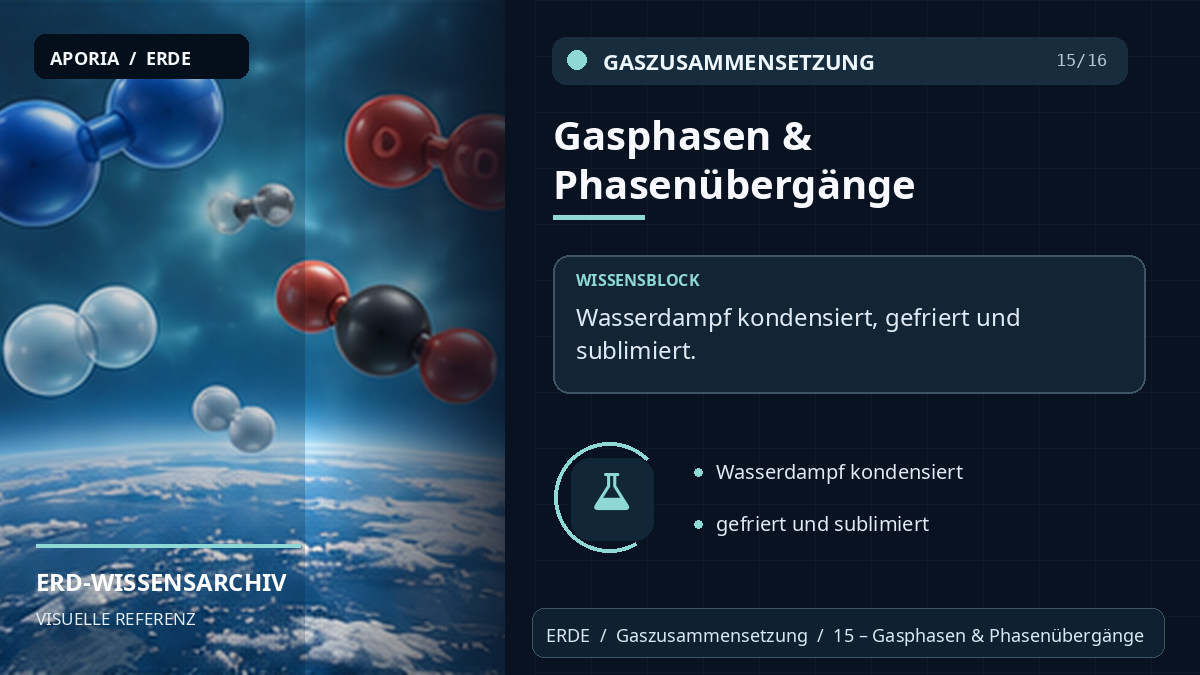 APORIA / ERDE
ERD-WISSENSARCHIV
VISUELLE REFERENZ
GASZUSAMMENSETZUNG
15/16
Gasphasen &
Phasenübergänge
WISSENSBLOCK
Wasserdampf kondensiert, gefriert und
sublimiert.
Wasserdampf kondensiert
gefriert und sublimiert
ERDE / Gaszusammensetzung / 15 – Gasphasen & Phasenübergänge